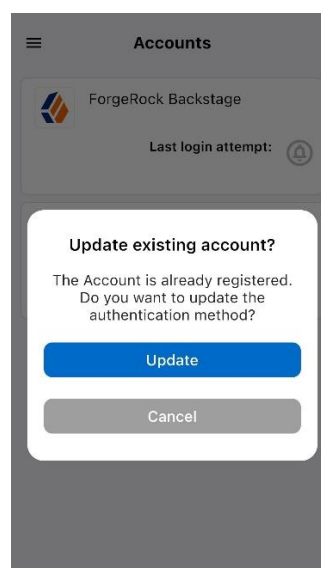 Accounts
ForgeRock Backstage
Last login attempt:
Update existing account?
The Account is already registered.
Do you want to update the
authentication method?
Update
Cancel